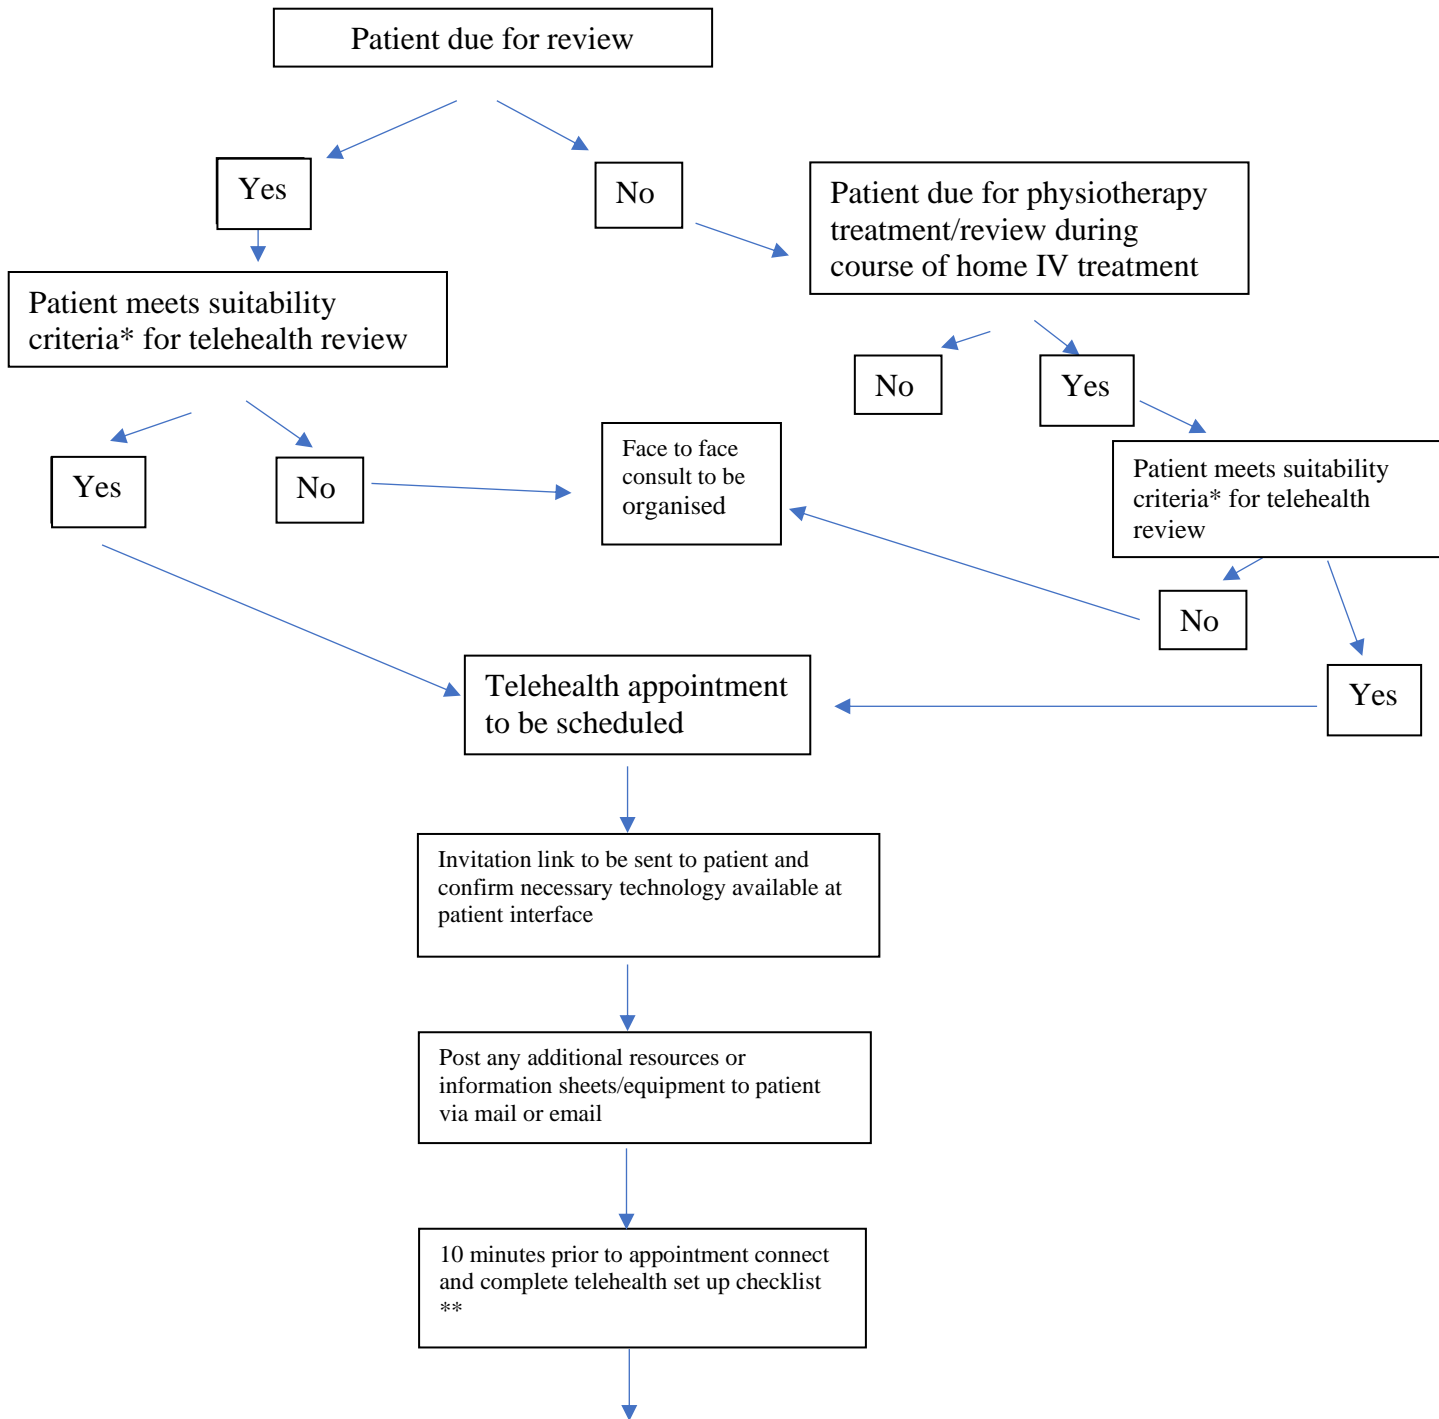 Patient due for review
Yes
No
Patient due for physiotherapy
treatment/review during
course of home IV treatment
Patient meets suitability
criteria* for telehealth review
No
Yes
Yes
No
Face to face
consult to be
organised
Patient meets suitability
criteria* for telehealth
review
No
Yes
Telehealth appointment
to be scheduled
Invitation link to be sent to patient and
confirm necessary technology available at
patient interface
Post any additional resources or
information sheets/equipment to patient
via mail or email
10 minutes prior to appointment connect
and complete telehealth set up checklist
**